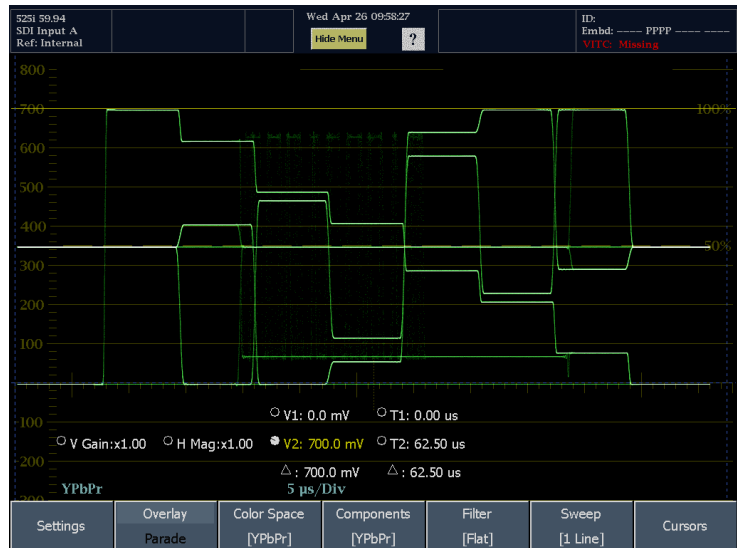 525i 59.94
SDI Input A
Ref: Internal
Wed Apr 26 09:58:27
Hide Menu
?
ID:
Embd: ---- PPPP ---- ----
VITC: Missing
800
700
100%
600
500
400
50%
300
200
100
100
V1: 0.0 mV
T1: 0.00 us
V Gain:x1.00
H Mag:x1.00
V2: 700.0 mV
T2: 62.50 us
200
△ : 700.0 mV
△ : 62.50 us
YPbPr
5 µs/Div
300
Settings
Overlay
Parade
Color Space
[YPbPr]
Components
[YPbPr]
Filter
[Flat]
Sweep
[1 Line]
Cursors